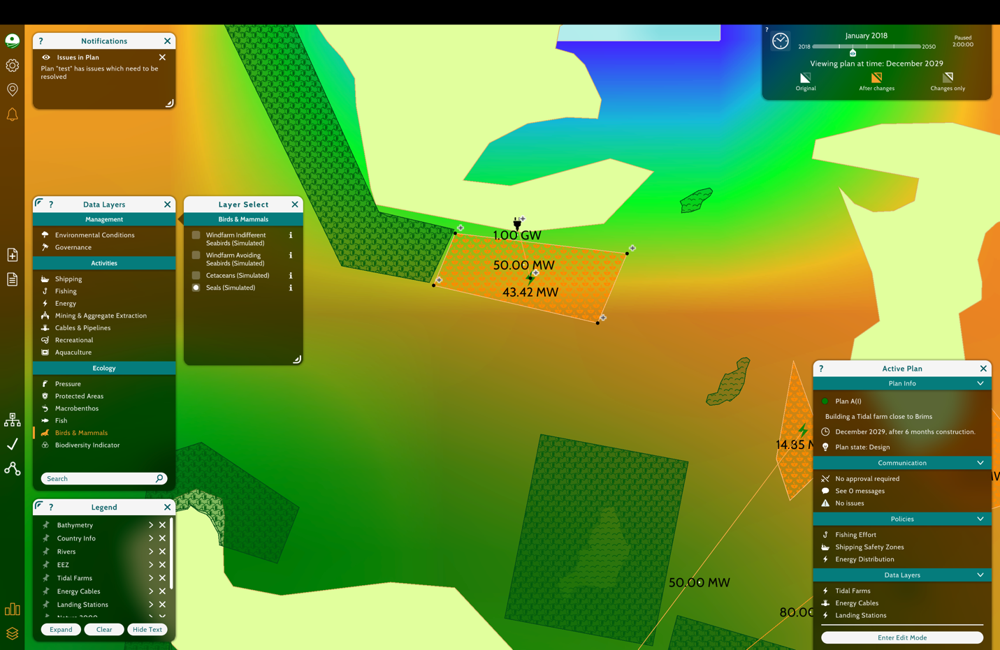 ? Notifications
Issues in Plan
Plan "test" has issues which need to be
resolved
?
January 2018
2018
2050
Paused
2:00:00
Viewing plan at time: December 2029
Original
After changes
Changes only
? Data Layers
Management
Environmental Conditions
Governance
Activities
Shipping
Fishing
Energy
Mining & Aggregate Extraction
Cables & Pipelines
Recreational
Aquaculture
Ecology
Pressure
Protected Areas
Macrobenthos
Fish
Birds & Mammals
Biodiversity Indicator
Search
Layer Select
Birds & Mammals
Windfarm Indifferent
Seabirds (Simulated)
Windfarm Avoiding
Seabirds (Simulated)
Cetaceans (Simulated)
Seals (Simulated)
1.00 GW
50.00 MW
43.42 MW
14.85 M
50.00 MW
80.00
? Legend
Bathymetry
Country Info
Rivers
EEZ
Tidal Farms
Energy Cables
Landing Stations
Natura 2000
Expand
Clear
Hide Text
? Active Plan
Plan Info
Plan A(I)
Building a Tidal farm close to Brims
December 2029, after 6 months construction.
Plan state: Design
Communication
No approval required
See 0 messages
No issues
Policies
Fishing Effort
Shipping Safety Zones
Energy Distribution
Data Layers
Tidal Farms
Energy Cables
Landing Stations
Enter Edit Mode